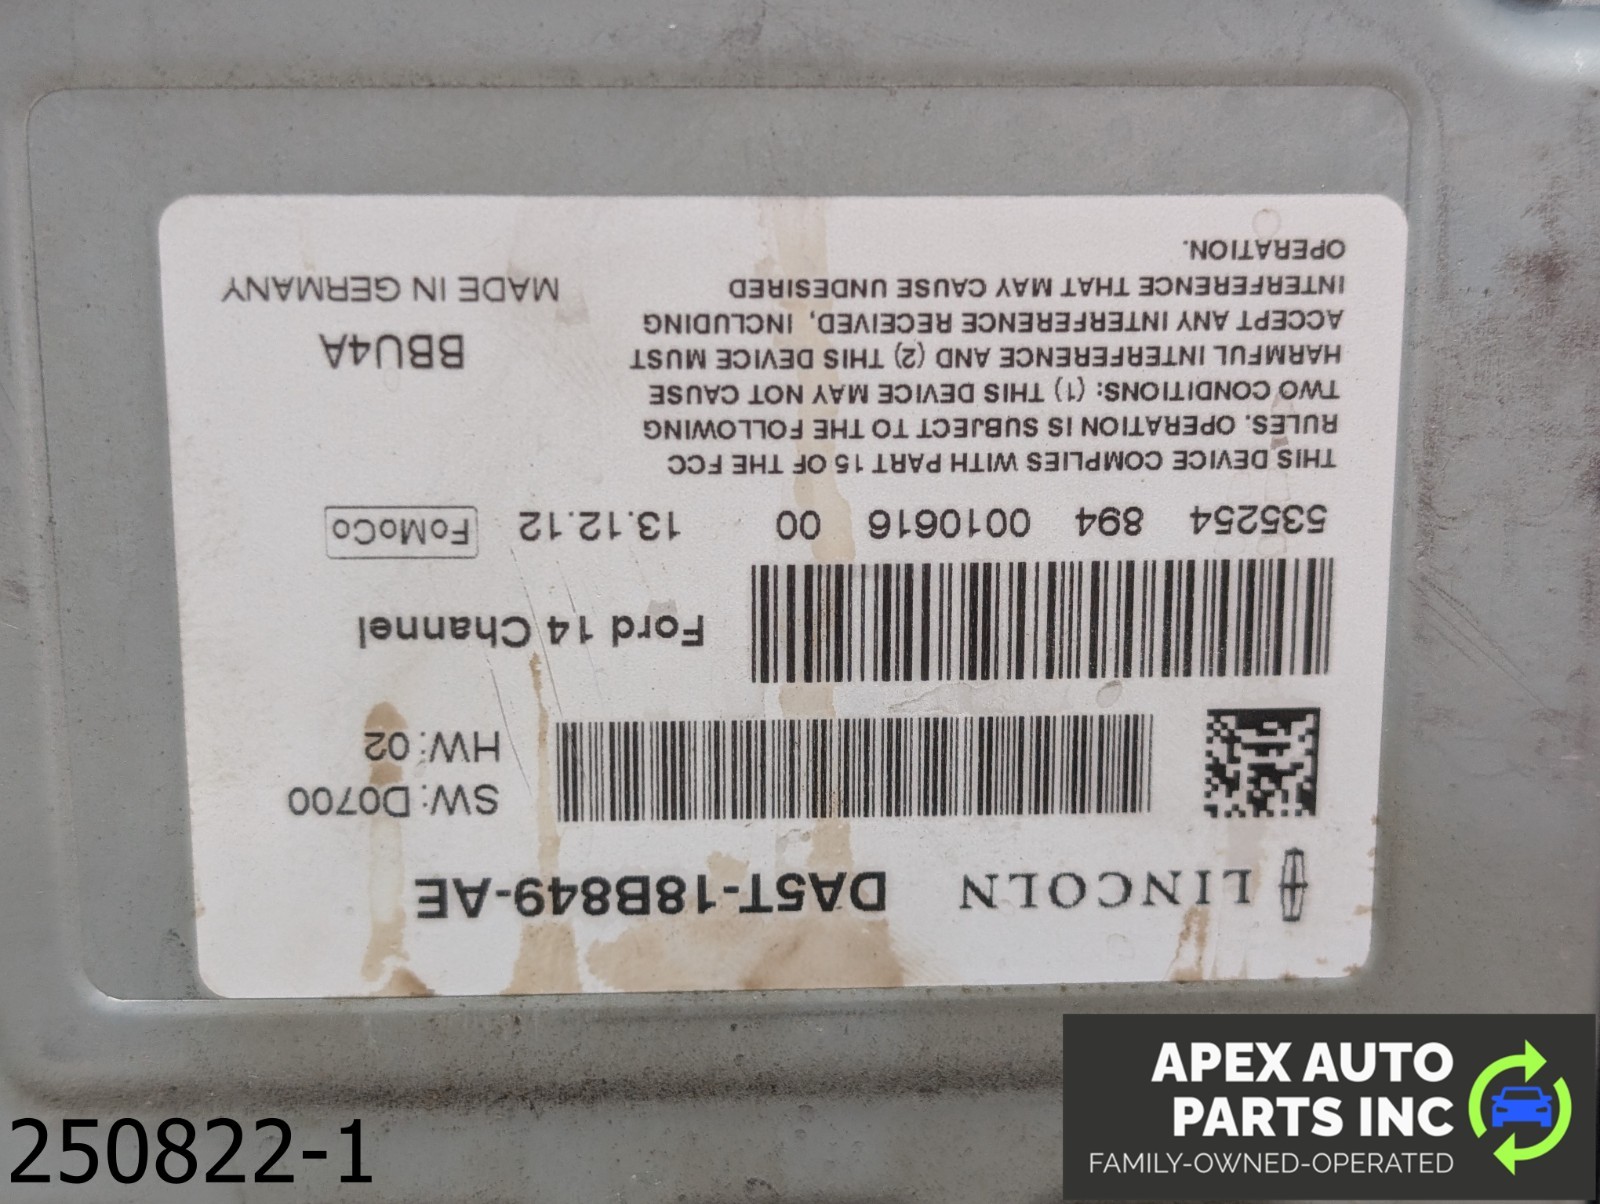 LINCOLN DA5T-18B849-AE
SW: D0700
HW: 02
Ford 14 Channel
535254 894 0010616 00 13.12.12 FoMoCo
THIS DEVICE COMPLIES WITH PART 15 OF THE FCC
RULES. OPERATION IS SUBJECT TO THE FOLLOWING
TWO CONDITIONS: (1) THIS DEVICE MAY NOT CAUSE
HARMFUL INTERFERENCE AND (2) THIS DEVICE MUST
ACCEPT ANY INTERFERENCE RECEIVED, INCLUDING
INTERFERENCE THAT MAY CAUSE UNDESIRED
OPERATION.
BBU4A
MADE IN GERMANY
250822-1
APEX AUTO
PARTS INC
FAMILY-OWNED-OPERATED